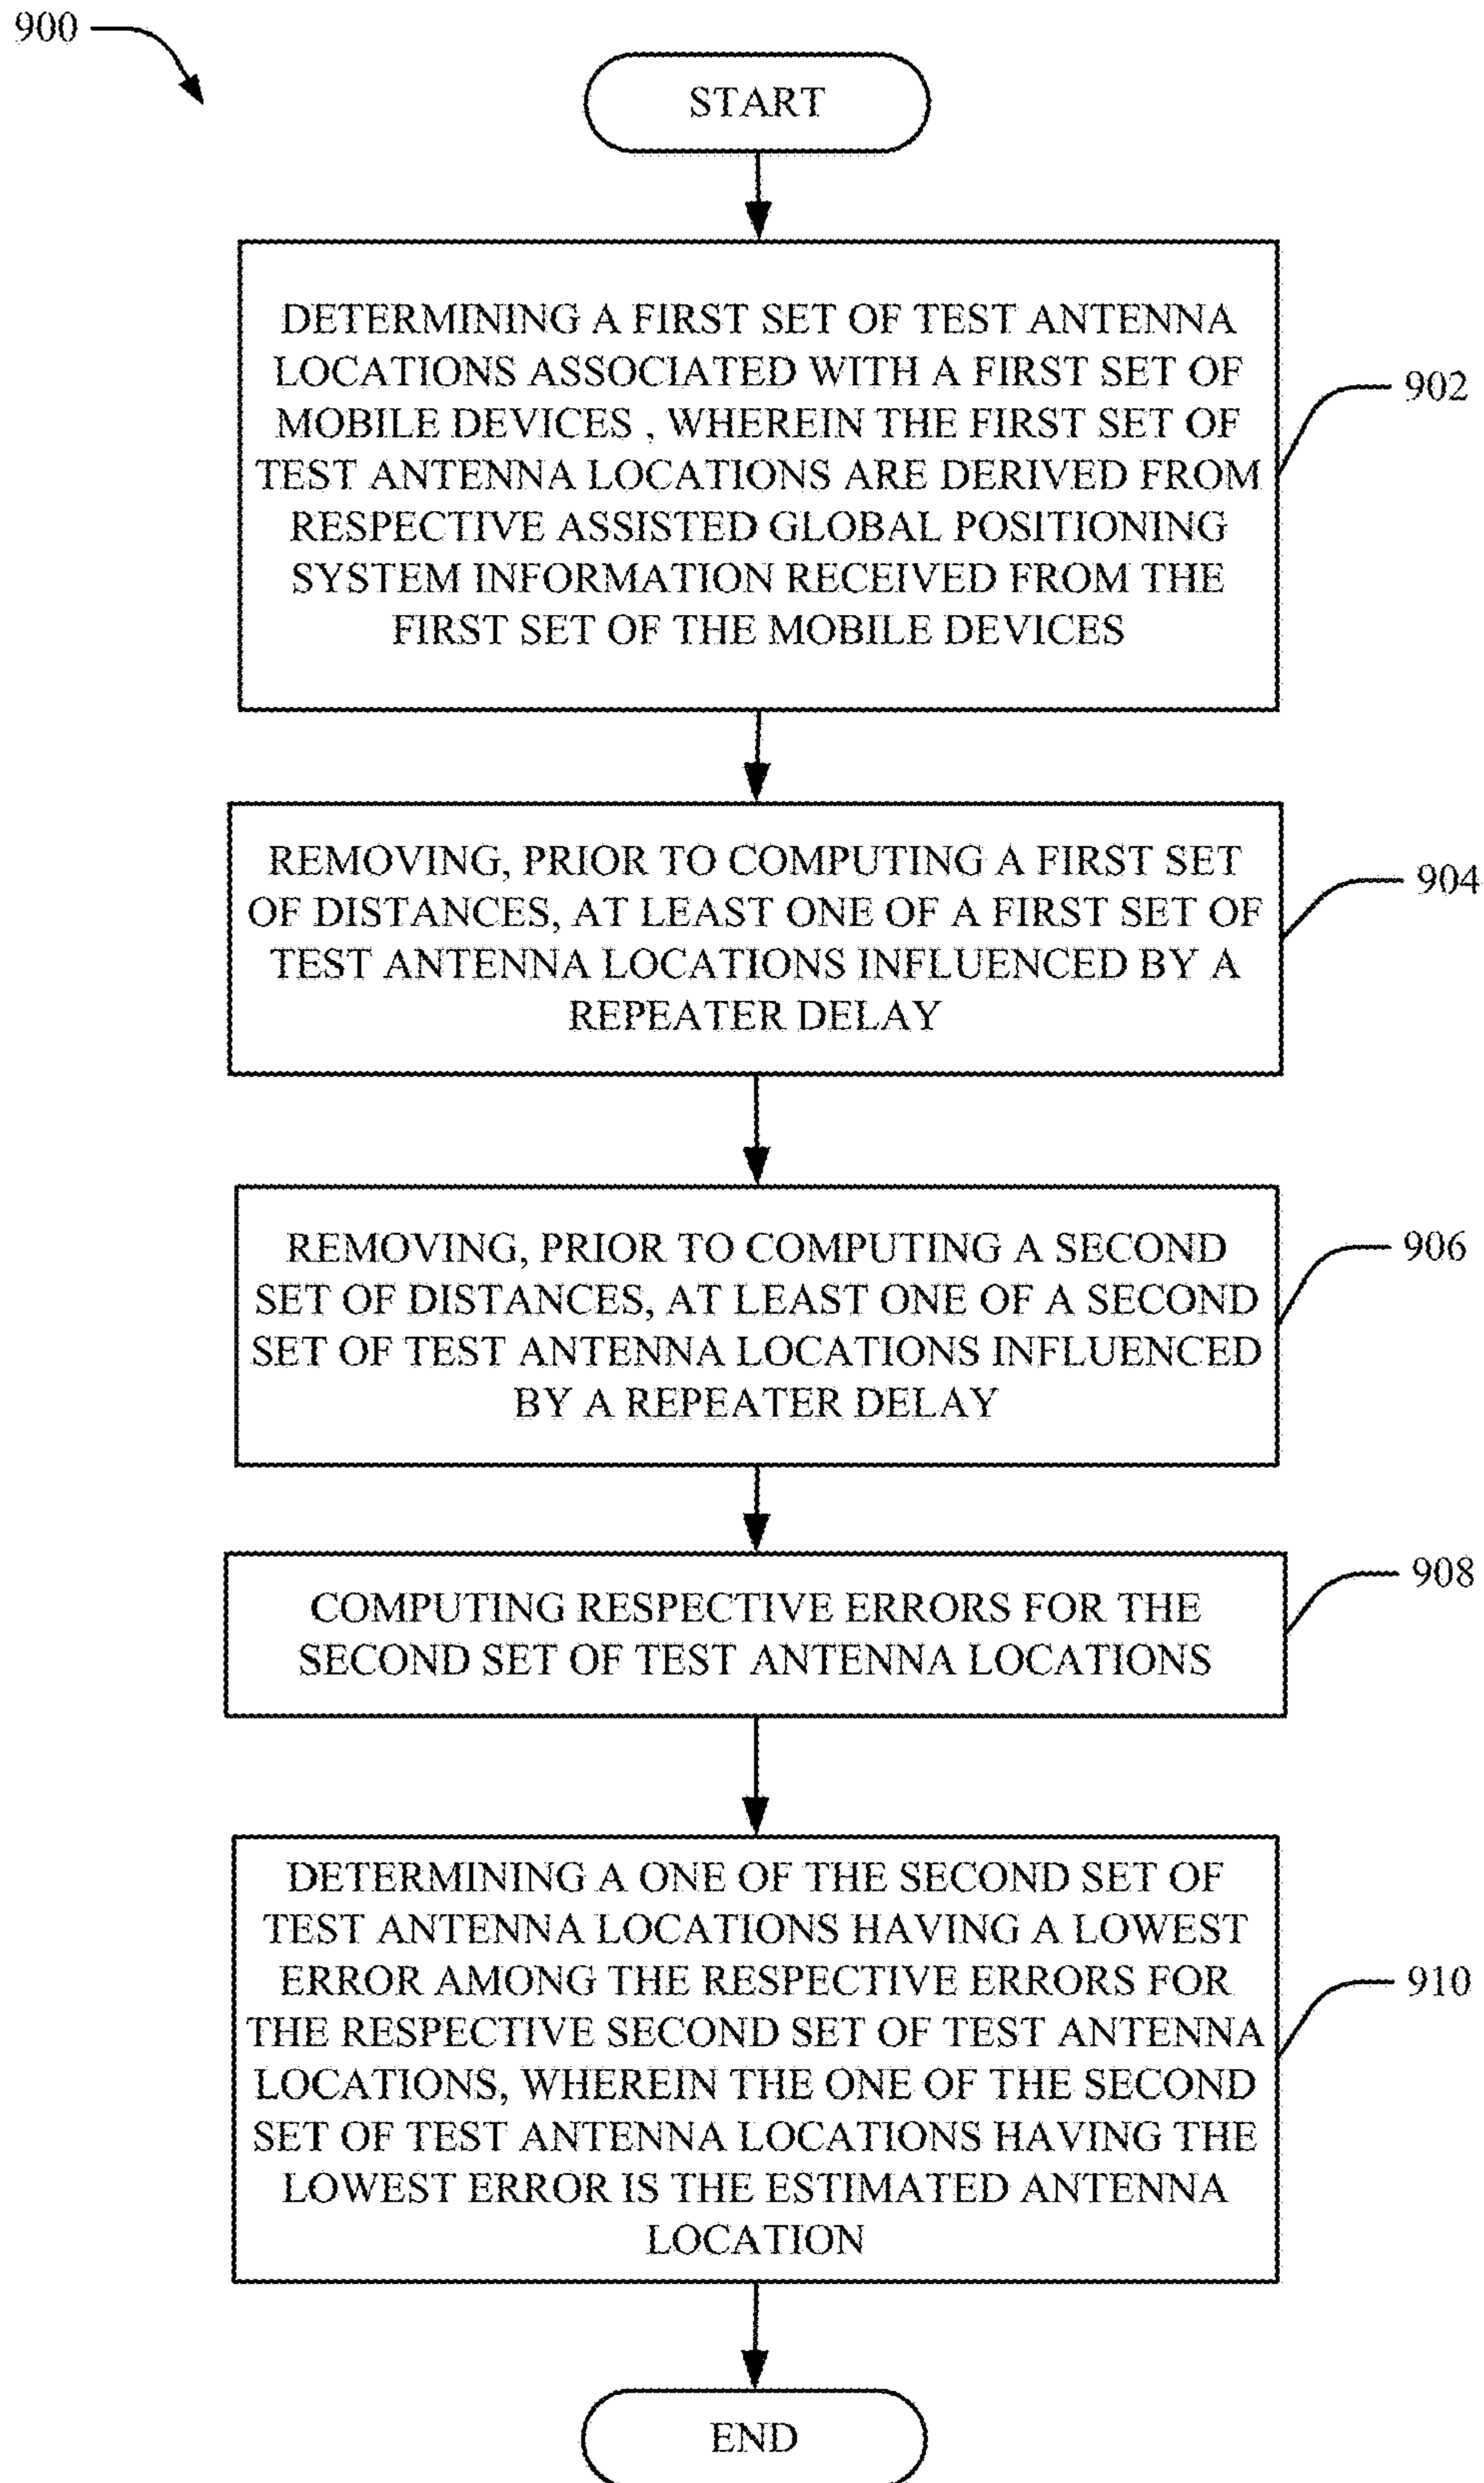 900
START
DETERMINING A FIRST SET OF TEST ANTENNA
LOCATIONS ASSOCIATED WITH A FIRST SET OF
MOBILE DEVICES , WHEREIN THE FIRST SET OF
TEST ANTENNA LOCATIONS ARE DERIVED FROM
RESPECTIVE ASSISTED GLOBAL POSITIONING
SYSTEM INFORMATION RECEIVED FROM THE
FIRST SET OF THE MOBILE DEVICES
902
REMOVING, PRIOR TO COMPUTING A FIRST SET
OF DISTANCES, AT LEAST ONE OF A FIRST SET OF
TEST ANTENNA LOCATIONS INFLUENCED BY A
REPEATER DELAY
904
REMOVING, PRIOR TO COMPUTING A SECOND
SET OF DISTANCES, AT LEAST ONE OF A SECOND
SET OF TEST ANTENNA LOCATIONS INFLUENCED
BY A REPEATER DELAY
906
COMPUTING RESPECTIVE ERRORS FOR THE
SECOND SET OF TEST ANTENNA LOCATIONS
908
DETERMINING A ONE OF THE SECOND SET OF
TEST ANTENNA LOCATIONS HAVING A LOWEST
ERROR AMONG THE RESPECTIVE ERRORS FOR
THE RESPECTIVE SECOND SET OF TEST ANTENNA
LOCATIONS, WHEREIN THE ONE OF THE SECOND
SET OF TEST ANTENNA LOCATIONS HAVING THE
LOWEST ERROR IS THE ESTIMATED ANTENNA
LOCATION
910
END